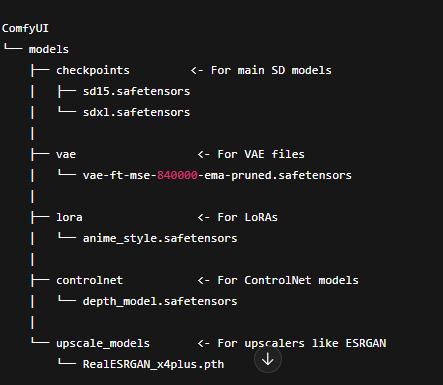 ComfyUI
└── models
    ├── checkpoints         <- For main SD models
    │   ├── sd15.safetensors
    │   └── sdxl.safetensors
    │
    ├── vae                  <- For VAE files
    │   └── vae-ft-mse-840000-ema-pruned.safetensors
    │
    ├── lora                 <- For LoRAs
    │   └── anime_style.safetensors
    │
    ├── controlnet           <- For ControlNet models
    │   └── depth_model.safetensors
    │
    └── upscale_models       <- For upscalers like ESRGAN
        └── RealESRGAN_x4plus.pth